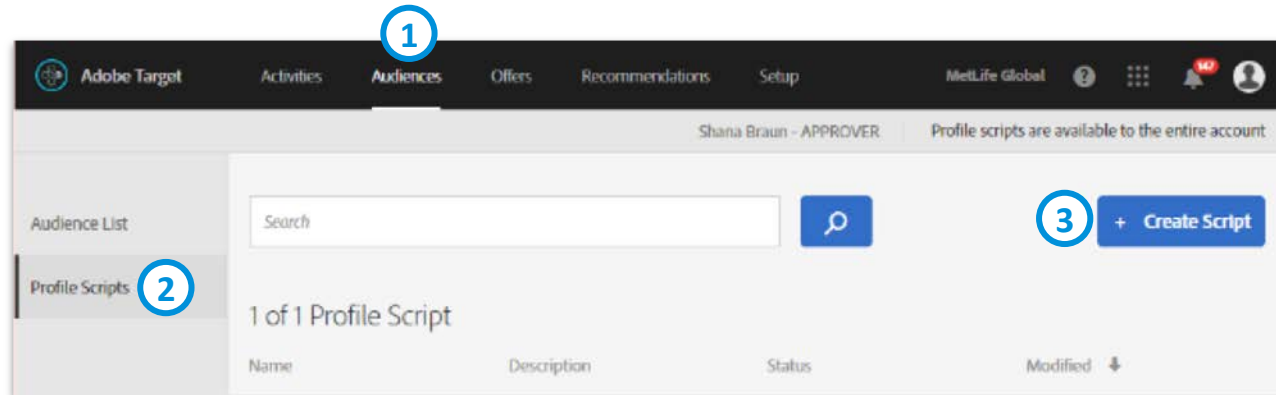 1
Adobe Target Activities Audiences Offers Recommendations Setup MetLife Global ? 147
Shana Braun - APPROVER Profile scripts are available to the entire account
Audience List Search 3 + Create Script
Profile Scripts 2
1 of 1 Profile Script
Name Description Status Modified